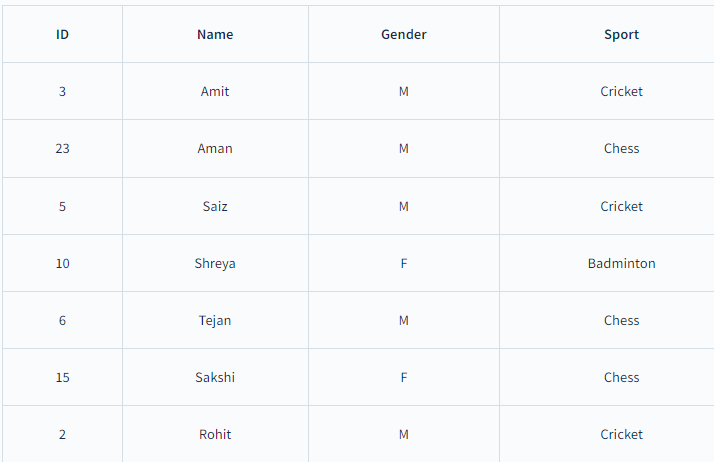 ID Name Gender Sport
3 Amit M Cricket
23 Aman M Chess
5 Saiz M Cricket
10 Shreya F Badminton
6 Tejan M Chess
15 Sakshi F Chess
2 Rohit M Cricket